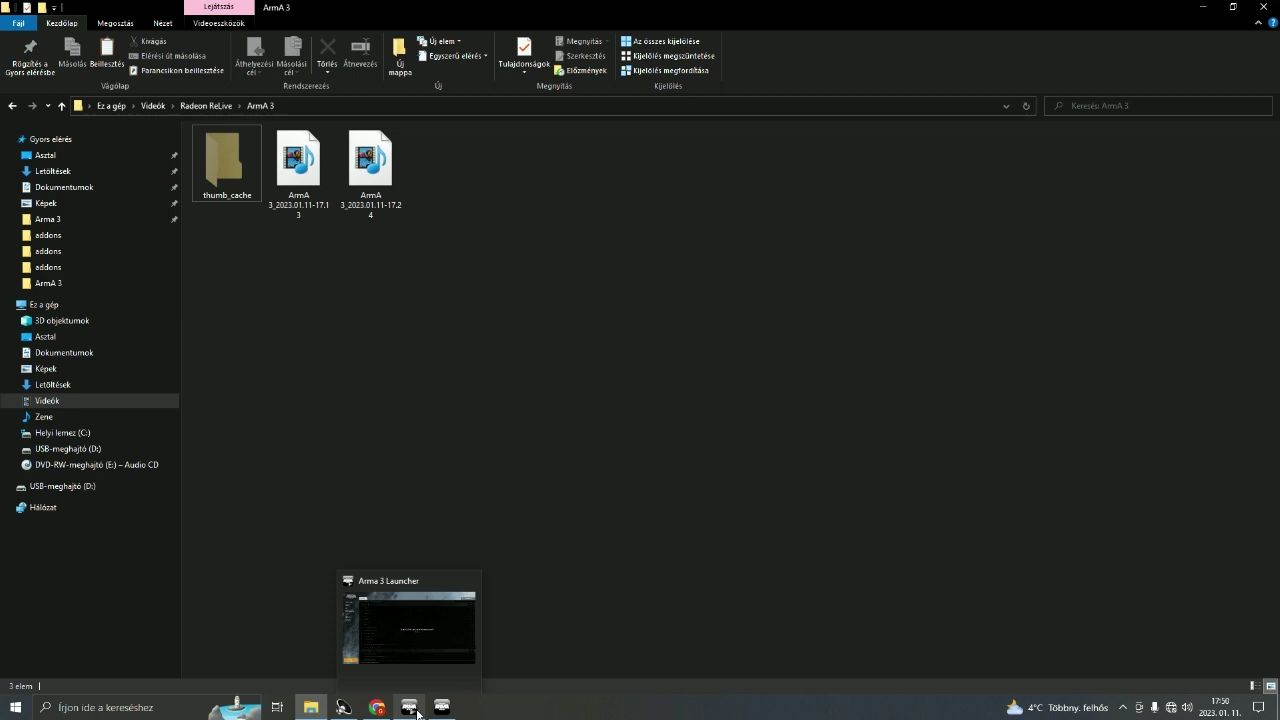 Lejátszás
ArmA 3
Fájl
Kezdőlap
Megosztás
Nézet
Videoeszközök
Rögzítés a
Gyors elérésbe
Másolás
Beillesztés
Kivágás
Elérési út másolása
Parancsikon beillesztése
Vágólap
Áthelyezési
cél
Másolási
cél
Törlés
Átnevezés
Rendszerezés
Új
mappa
Új elem
Egyszerű elérés
Új
Tulajdonságok
Megnyitás
Szerkesztés
Előzmények
Megnyitás
Az összes kijelölése
Kijelölés megszüntetése
Kijelölés megfordítása
Kijelölés
Ez a gép
Videók
Radeon ReLive
ArmA 3
Keresés: ArmA 3
Gyors elérés
Asztal
Letöltések
Dokumentumok
Képek
Arma 3
addons
addons
addons
ArmA 3
Ez a gép
3D objektumok
Asztal
Dokumentumok
Képek
Letöltések
Videók
Zene
Helyi lemez (C:)
USB-meghajtó (D:)
DVD-RW-meghajtó (E:) – Audio CD
USB-meghajtó (D:)
Hálózat
thumb_cache
ArmA
3_2023.01.11-17.1
3
ArmA
3_2023.01.11-17.2
4
Arma 3 Launcher
3 elem
Írjon ide a kereséshez
4°C Többny. felhős
17:50
2023. 01. 11.